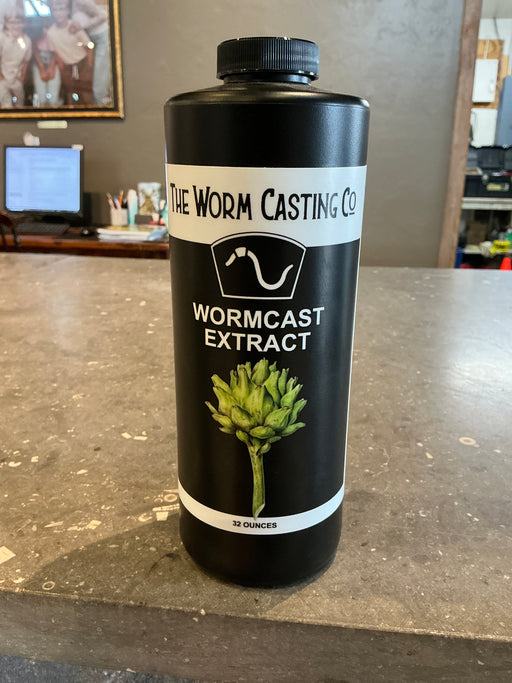 The Worm Casting Co
WORMCAST
EXTRACT
32 OUNCES